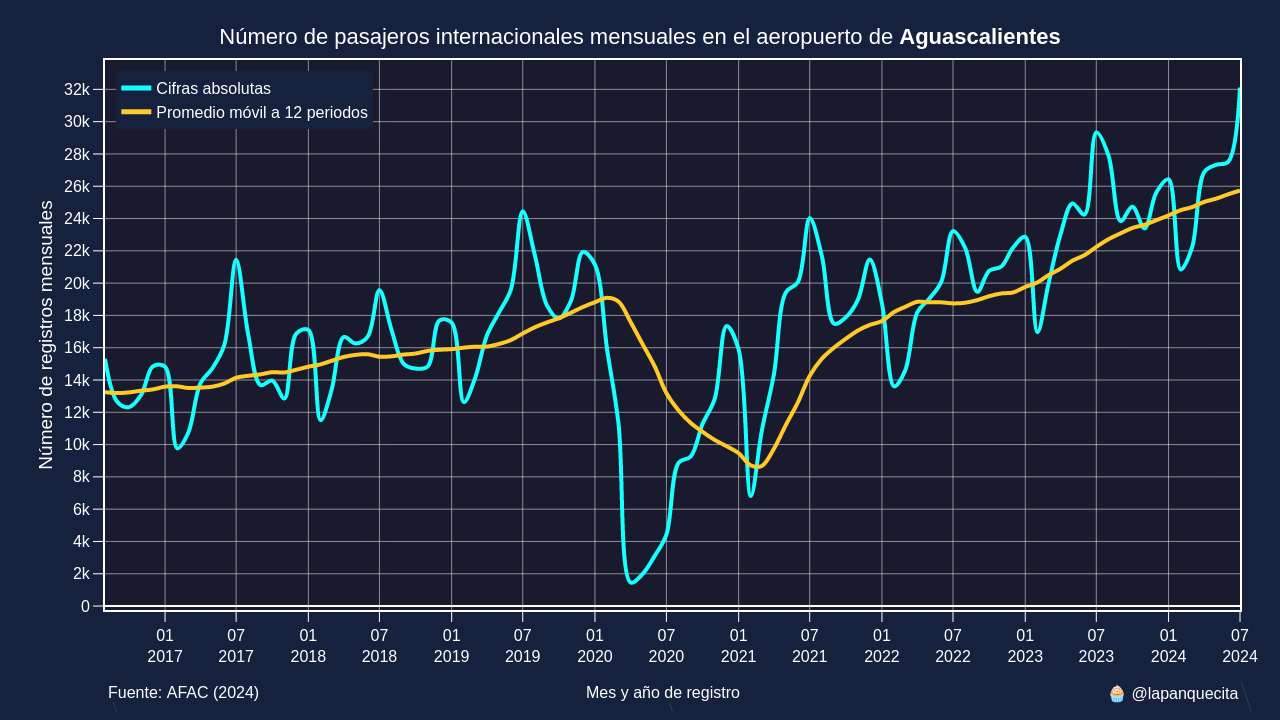 Número de pasajeros internacionales mensuales en el aeropuerto de Aguascalientes
Cifras absolutas
Promedio móvil a 12 periodos
Número de registros mensuales
32k
30k
28k
26k
24k
22k
20k
18k
16k
14k
12k
10k
8k
6k
4k
2k
0
01 07 01 07 01 07 01 07 01 07 01 07 01 07 01 07
2017 2017 2018 2018 2019 2019 2020 2020 2021 2021 2022 2022 2023 2023 2024 2024
Fuente: AFAC (2024) Mes y año de registro 🧁 @lapanquecita